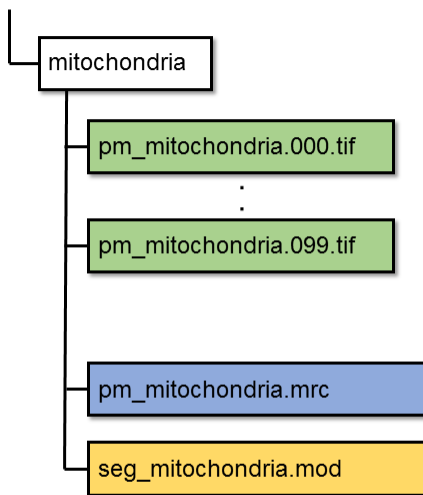 mitochondria
pm_mitochondria.000.tif
:
pm_mitochondria.099.tif
pm_mitochondria.mrc
seg_mitochondria.mod